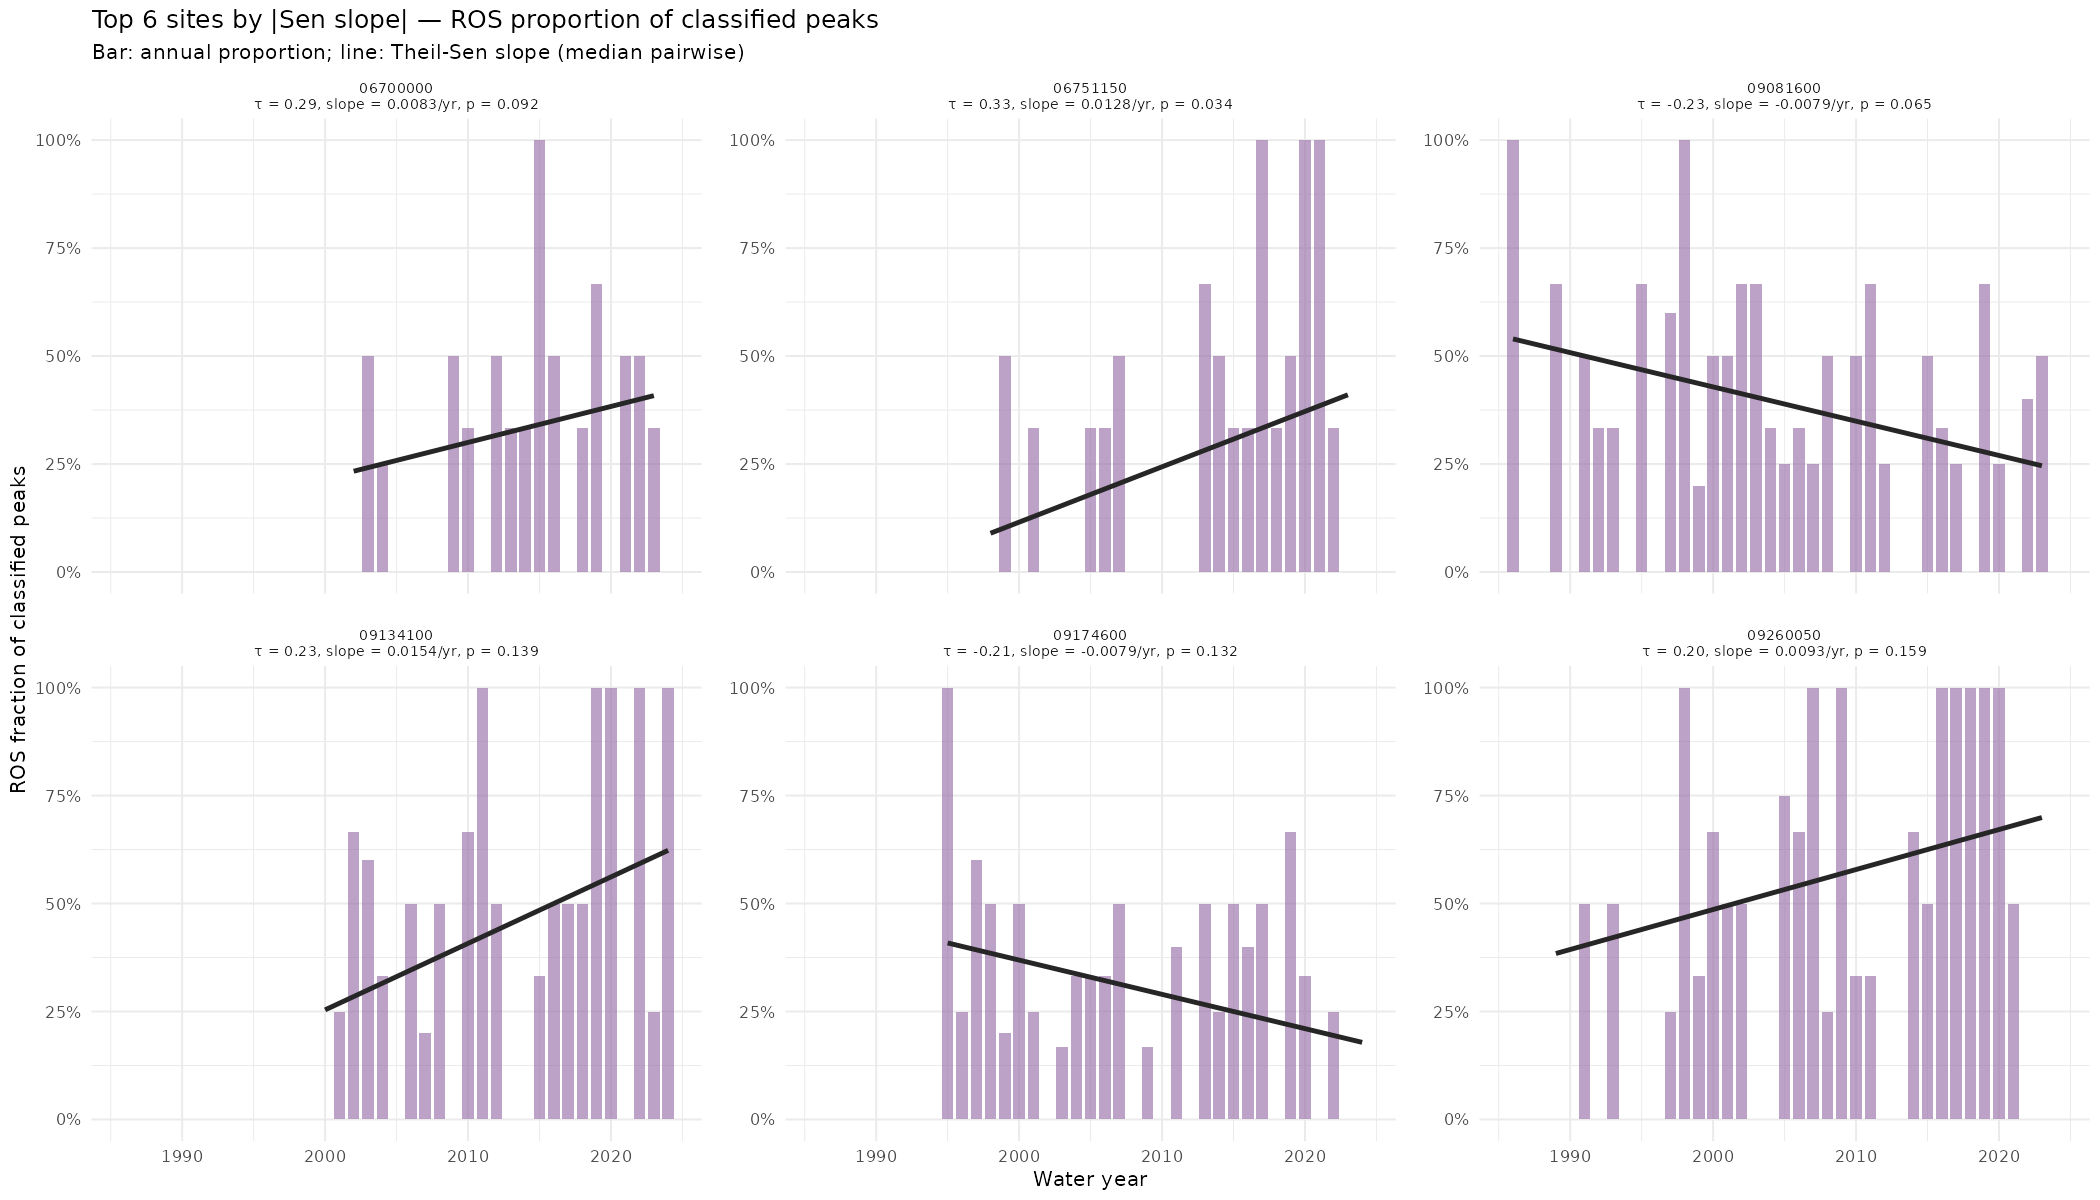 Top 6 sites by |Sen slope| — ROS proportion of classified peaks
Bar: annual proportion; line: Theil-Sen slope (median pairwise)
06700000
τ = 0.29, slope = 0.0083/yr, p = 0.092
06751150
τ = 0.33, slope = 0.0128/yr, p = 0.034
09081600
τ = -0.23, slope = -0.0079/yr, p = 0.065
100%
75%
50%
25%
0%
100%
75%
50%
25%
0%
100%
75%
50%
25%
0%
ROS fraction of classified peaks
09134100
τ = 0.23, slope = 0.0154/yr, p = 0.139
09174600
τ = -0.21, slope = -0.0079/yr, p = 0.132
09260050
τ = 0.20, slope = 0.0093/yr, p = 0.159
100%
75%
50%
25%
0%
100%
75%
50%
25%
0%
100%
75%
50%
25%
0%
1990 2000 2010 2020
1990 2000 2010 2020
1990 2000 2010 2020
Water year